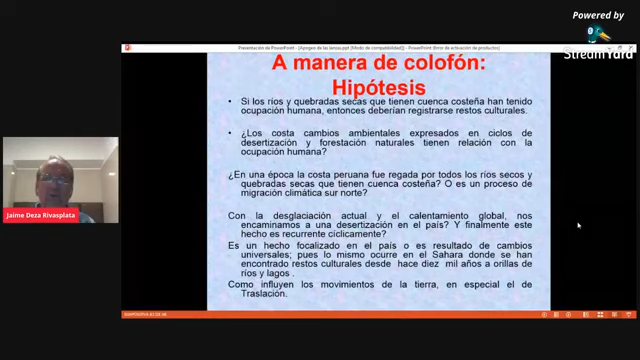 Powered by
StreamYard
Presentación de PowerPoint - [Apogeo de las lanzas.ppt [Modo de compatibilidad] - PowerPoint (Error de activación de productos)
A manera de colofón:
Hipótesis
• Si los ríos y quebradas secas que tienen cuenca costeña han tenido
ocupación humana, entonces deberían registrarse restos culturales.
• ¿Los costa cambios ambientales expresados en ciclos de
desertización y forestación naturales tienen relación con la
ocupación humana?
¿En una época la costa peruana fue regada por todos los ríos secos y
quebradas secas que tienen cuenca costeña? O es un proceso de
migración climática sur norte?
Con la desglaciación actual y el calentamiento global, nos
encaminamos a una desertización en el país? Y finalmente este
hecho es recurrente cíclicamente?
Es un hecho focalizado en el país o es resultado de cambios
universales; pues lo mismo ocurre en el Sahara donde se han
encontrado restos culturales desde hace diez mil años a orillas de
ríos y lagos .
Como influyen los movimientos de la tierra, en especial el de
Traslación.
Jaime Deza Rivasplata